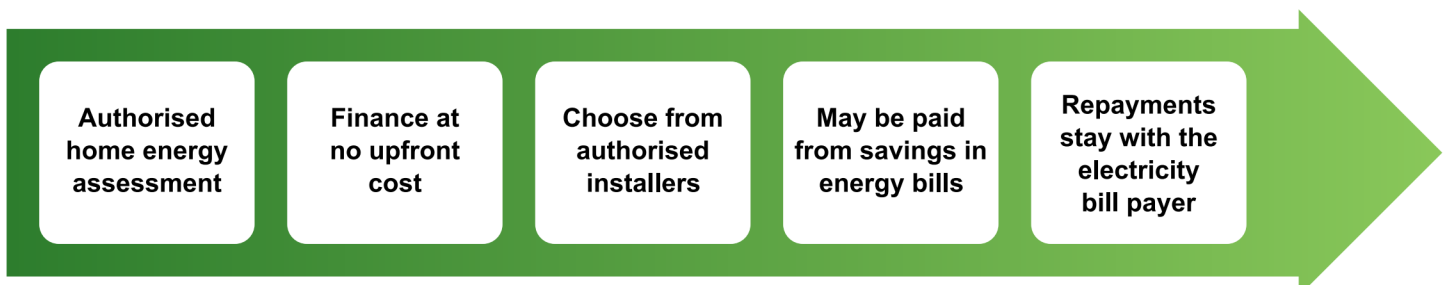 Authorised
home energy
assessment
Finance at
no upfront
cost
Choose from
authorised
installers
May be paid
from savings in
energy bills
Repayments
stay with the
electricity
bill payer